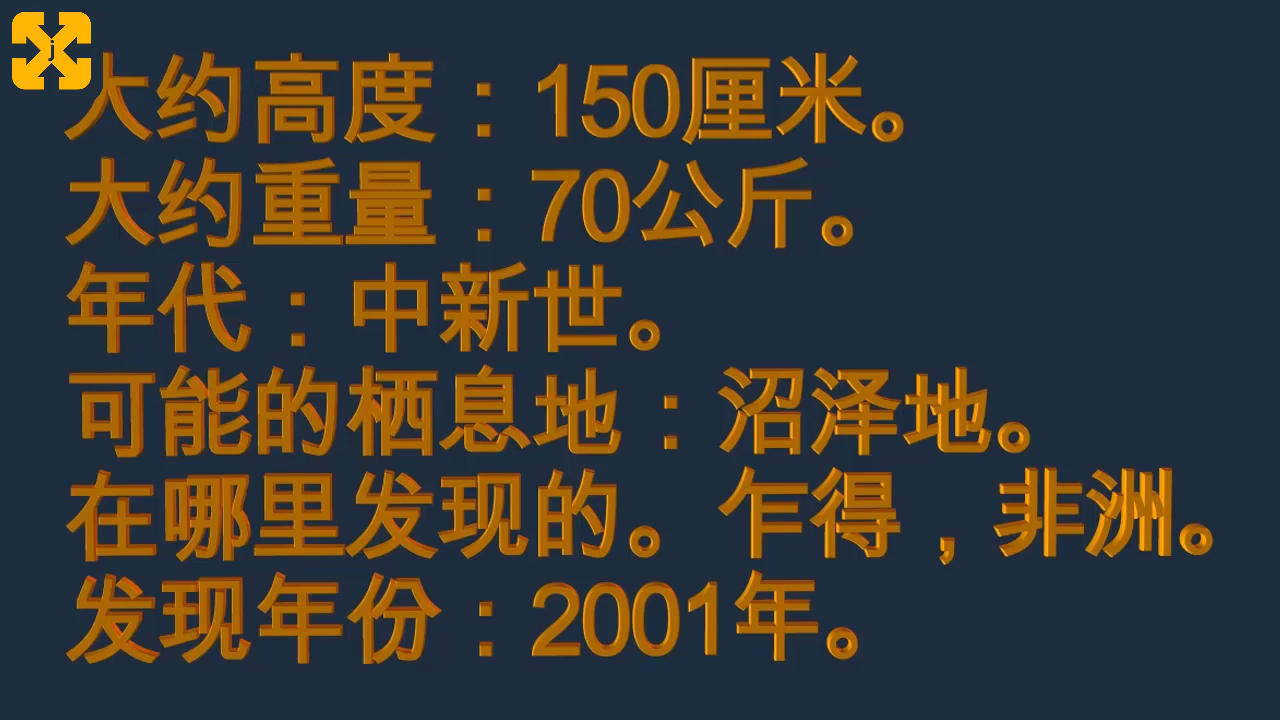 j
大约高度：150厘米。
大约重量：70公斤。
年代：中新世。
可能的栖息地：沼泽地。
在哪里发现的。乍得，非洲。
发现年份：2001年。